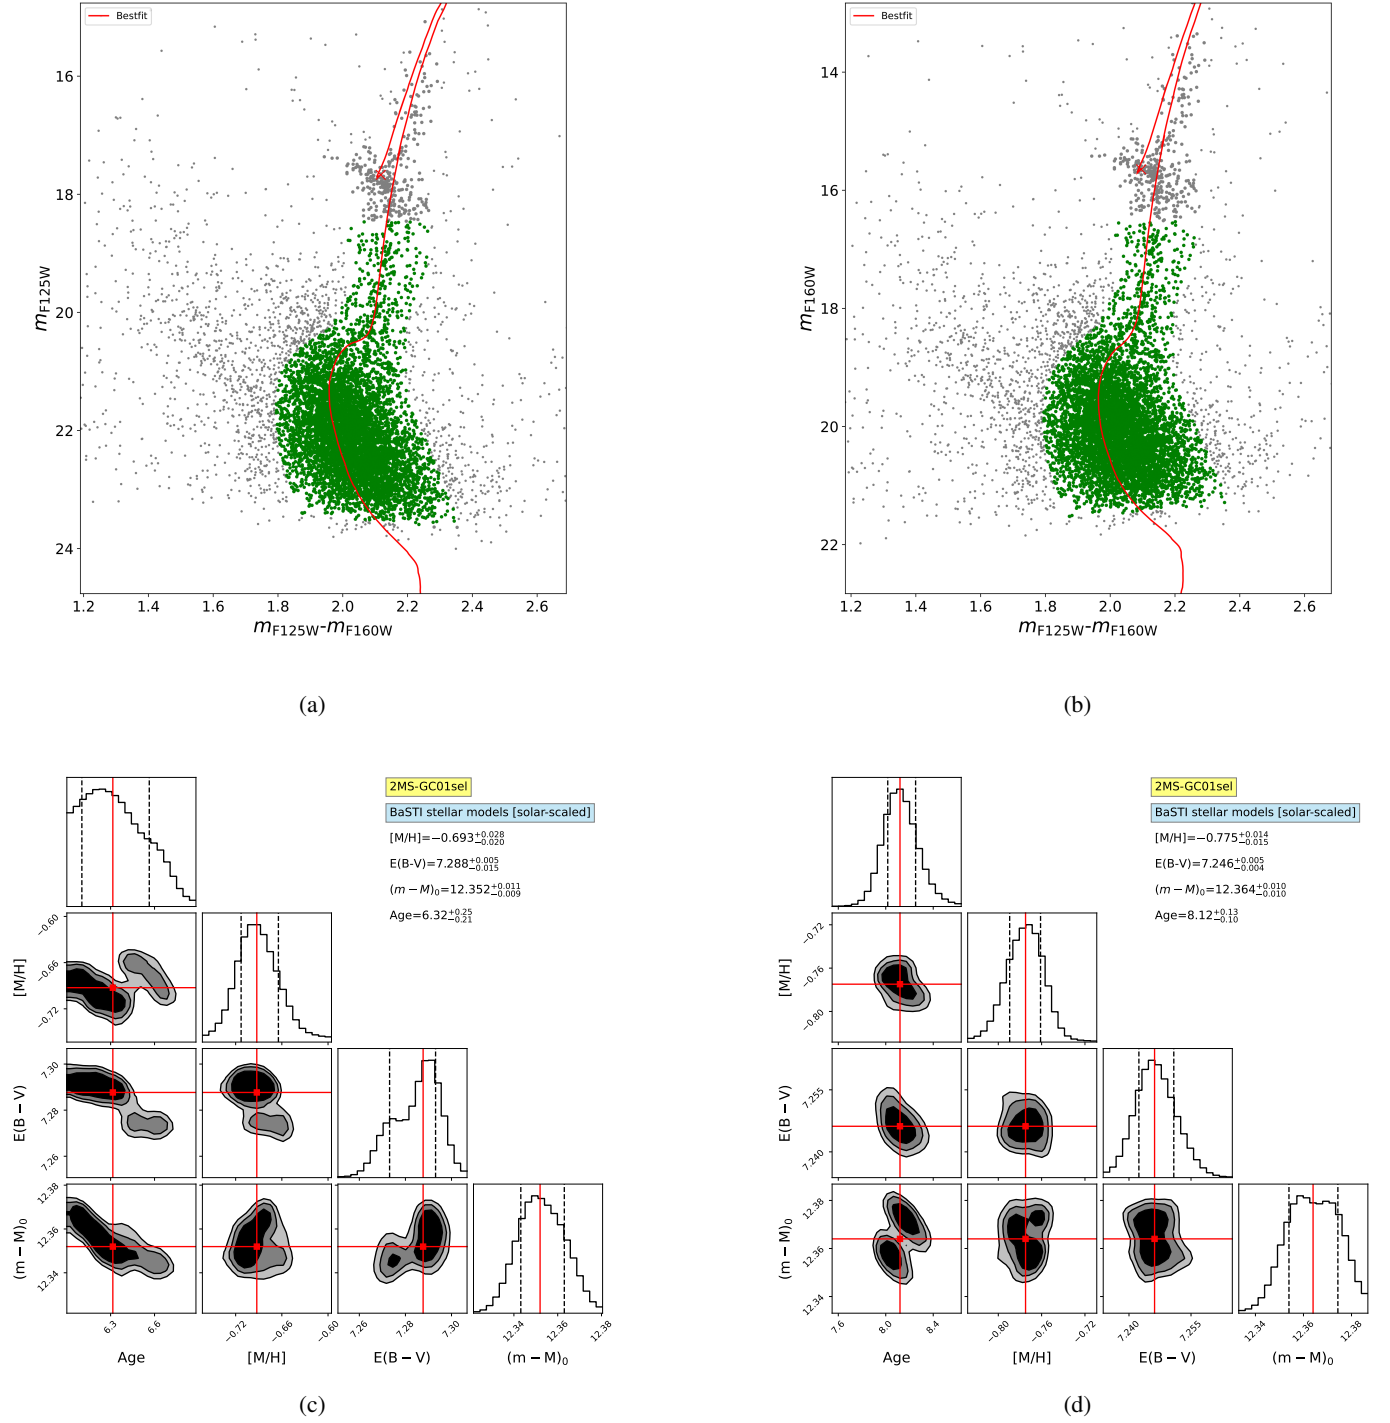 Bestfit
16
18
20
22
24
m_F125W
1.2 1.4 1.6 1.8 2.0 2.2 2.4 2.6
m_F125W-m_F160W
(a)
Bestfit
14
16
18
20
22
m_F160W
1.2 1.4 1.6 1.8 2.0 2.2 2.4 2.6
m_F125W-m_F160W
(b)
2MS-GC01sel
BaSTI stellar models [solar-scaled]
[M/H]=−0.693 +0.028 −0.020
E(B-V)=7.288 +0.005 −0.015
(m − M)₀=12.352 +0.011 −0.009
Age=6.32 +0.25 −0.21
−0.60
−0.66
−0.72
[M/H]
7.30
7.28
7.26
E(B − V)
12.38
12.36
12.34
(m − M)₀
6.3 6.6
−0.72 −0.66 −0.60
7.26 7.28 7.30
12.34 12.36 12.38
Age [M/H] E(B − V) (m − M)₀
(c)
2MS-GC01sel
BaSTI stellar models [solar-scaled]
[M/H]=−0.775 +0.014 −0.015
E(B-V)=7.246 +0.005 −0.004
(m − M)₀=12.364 +0.010 −0.010
Age=8.12 +0.13 −0.10
−0.72
−0.76
−0.80
[M/H]
7.255
7.240
E(B − V)
12.38
12.36
12.34
(m − M)₀
7.6 8.0 8.4
−0.80 −0.76 −0.72
7.240 7.255
12.34 12.36 12.38
Age [M/H] E(B − V) (m − M)₀
(d)